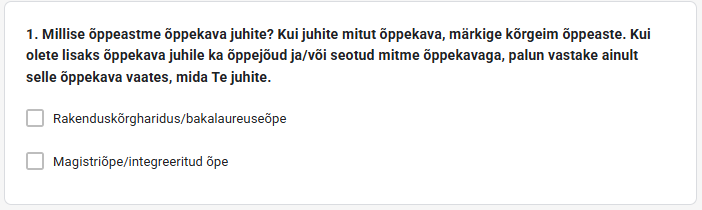 1. Millise õppeastme õppekava juhite? Kui juhite mitut õppekava, märkige kõrgeim õppeaste. Kui
olete lisaks õppekava juhile ka õppejõud ja/või seotud mitme õppekavaga, palun vastake ainult
selle õppekava vaates, mida Te juhite.
Rakenduskõrgharidus/bakalaureuseõpe
Magistriõpe/integreeritud õpe